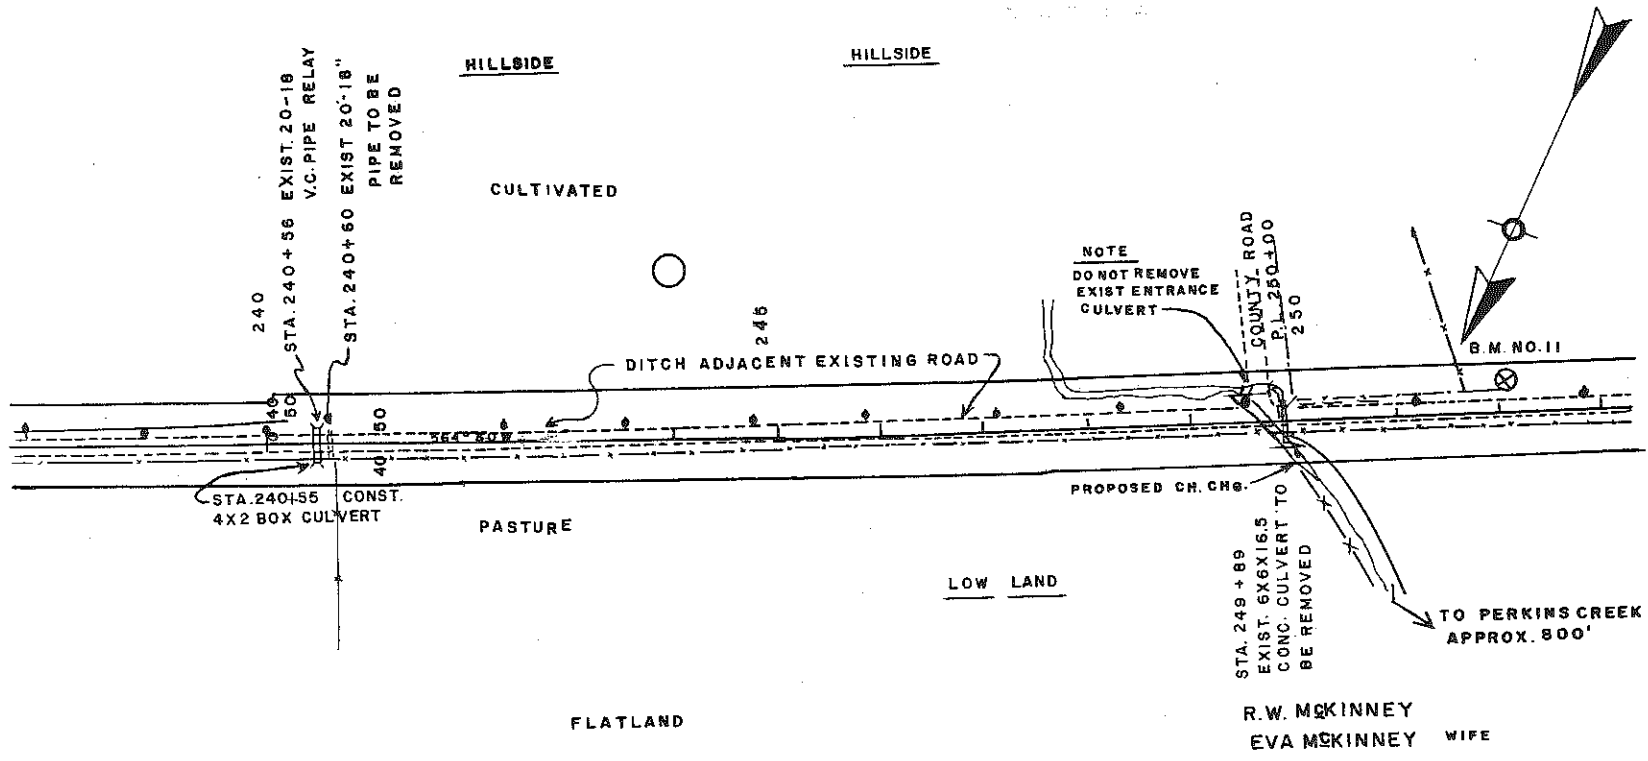 HILLSIDE
HILLSIDE
STA. 240+56 EXIST. 20-18
V.C. PIPE RELAY
STA. 240+60 EXIST 20'-18"
PIPE TO BE
REMOVED
CULTIVATED
240
245
NOTE
DO NOT REMOVE
EXIST ENTRANCE
CULVERT
COUNTY ROAD
P.L. 250+00
250
B.M. NO. 11
DITCH ADJACENT EXISTING ROAD
40
50
50
40
STA. 240+55 CONST.
4X2 BOX CULVERT
PASTURE
PROPOSED CH. CHG.
STA. 249+89
EXIST. 6X6X16.5
CONC. CULVERT TO
BE REMOVED
LOW LAND
TO PERKINS CREEK
APPROX. 800'
FLATLAND
R.W. McKINNEY
EVA McKINNEY WIFE